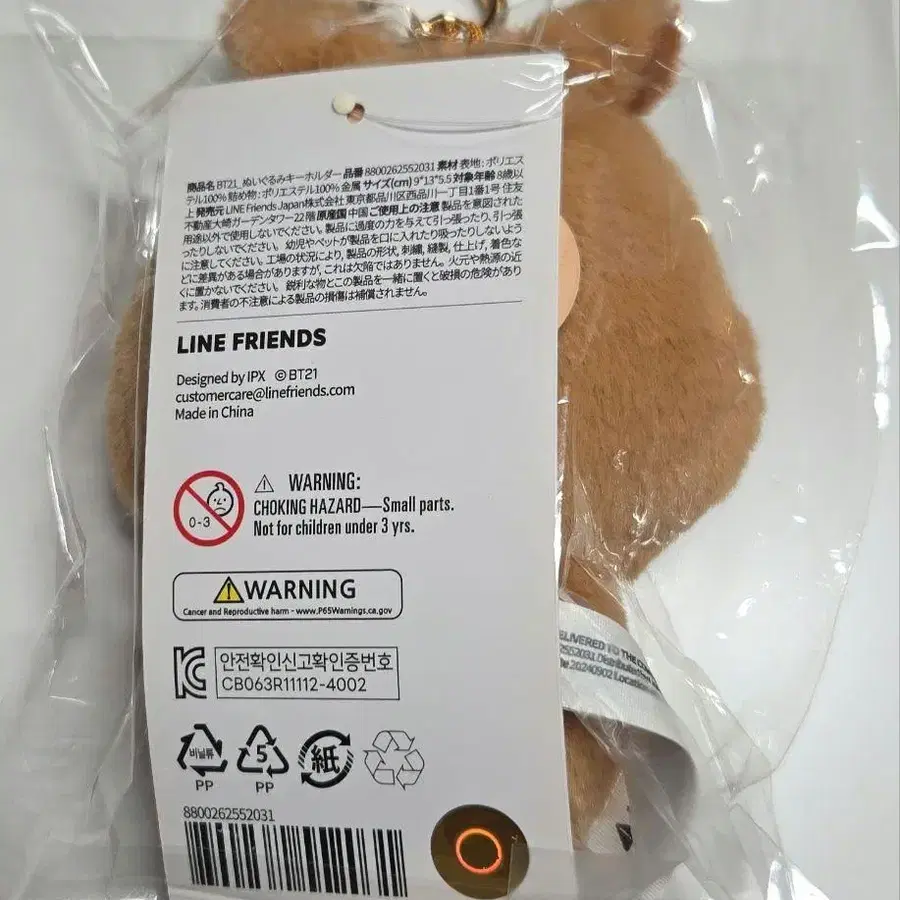 商品名 BT21_ぬいぐるみキーホルダー 品番 8800262552031 素材 表地 : ポリエス
テル100% 詰め物 : ポリエステル100% 金属 サイズ(cm) 9*13*5.5 対象年齢 8歳以
上 発売元 LINE Friends Japan株式会社 東京都品川区西品川一丁目1番1号 住友
不動産大崎ガーデンタワー22階 原産国 中国 ご使用上の注意 製品を意図された
用途以外で使用しないでください。製品に過度の力を与えて引っ張ったり、引っ張
ったりしないでください。 幼児やペットが製品を口に入れたり吸ったりしないよう
に注意してください。工場の状況により, 製品の形状, 刺繍, 縫製, 仕上げ, 着色な
どに差異がある場合がありますが, これは欠陥ではありません。火元や熱源の近
くに置かないでください。 鋭利な物とこの製品を一緒に置くと破損の危険があり
ます. 消費者の不注意による製品の損傷は補償されません。
LINE FRIENDS
Designed by IPX ©BT21
customercare@linefriends.com
Made in China
0-3
⚠ WARNING:
CHOKING HAZARD—Small parts.
Not for children under 3 yrs.
⚠WARNING
Cancer and Reproductive harm - www.P65Warnings.ca.gov
안전확인신고확인증번호
CB063R11112-4002
비닐류 5 紙
PP PP
8800262552031
ELIVERED TO THE
2552031 Distributed
20240902 Location